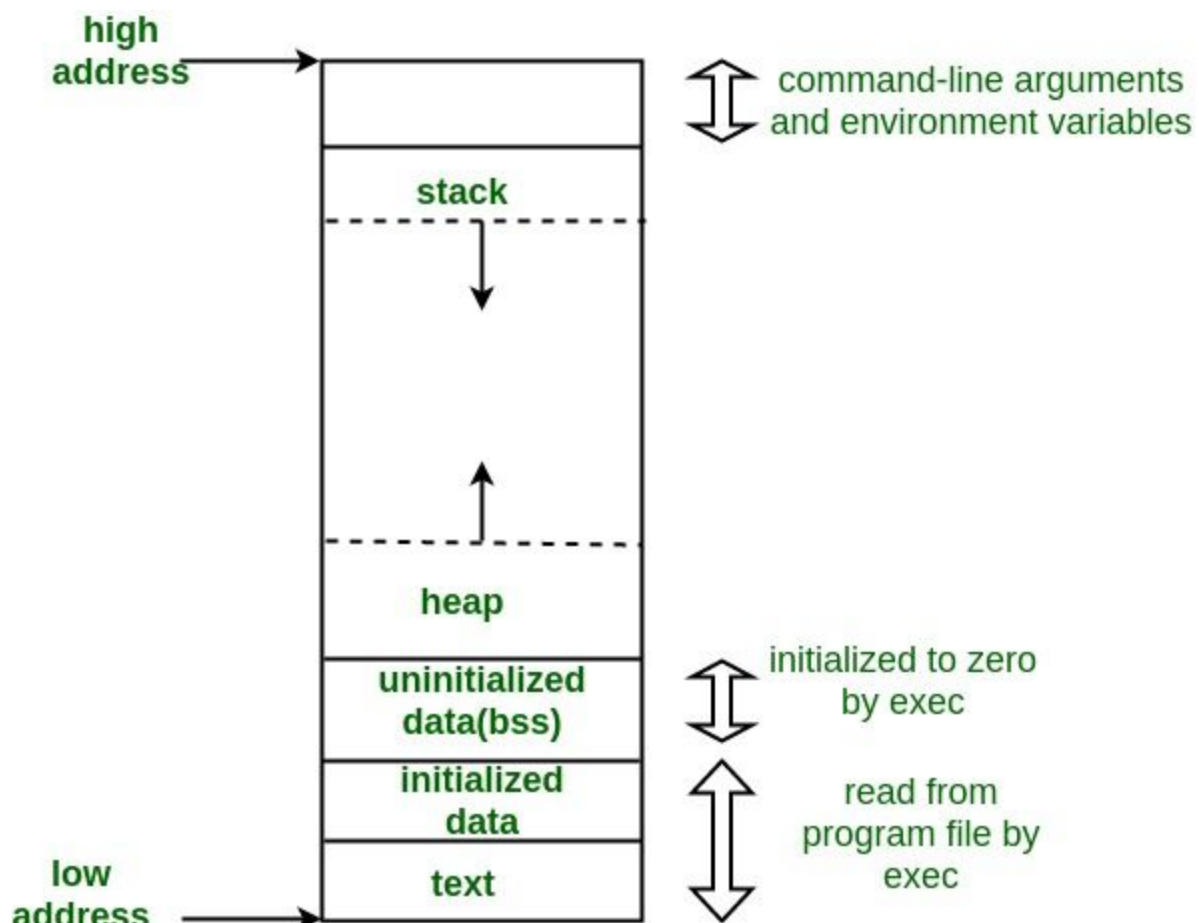 high
address
command-line arguments
and environment variables
stack
heap
uninitialized
data(bss)
initialized to zero
by exec
initialized
data
read from
program file by
exec
text
low
address